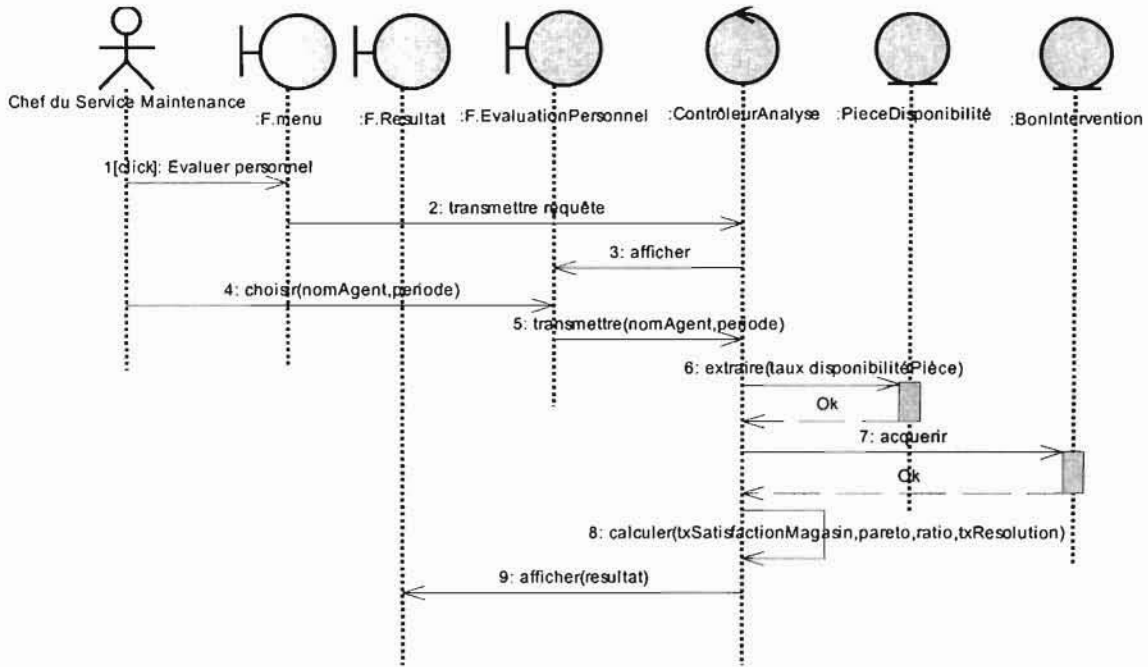 Chef du Service Maintenance
:F.menu
:F.Resultat
:F.EvaluationPersonnel
:ContrôleurAnalyse
:PieceDisponibilité
:BonIntervention
1[click]: Evaluer personnel
2: transmettre requête
3: afficher
4: choisir(nomAgent,periode)
5: transmettre(nomAgent,periode)
6: extraire(taux disponibilitéPièce)
Ok
7: acquerir
Ok
8: calculer(txSatisfactionMagasin,pareto,ratio,txResolution)
9: afficher(resultat)